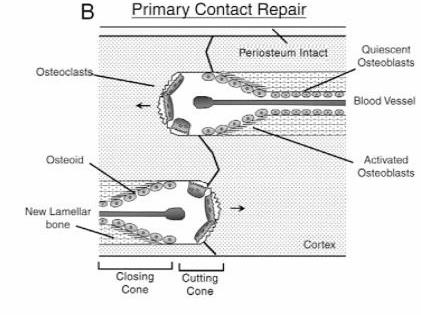 B
Primary Contact Repair
Periosteum Intact
Quiescent
Osteoblasts
Osteoclasts
Blood Vessel
Osteoid
Activated
Osteoblasts
New Lamellar
bone
Cortex
Closing
Cone
Cutting
Cone